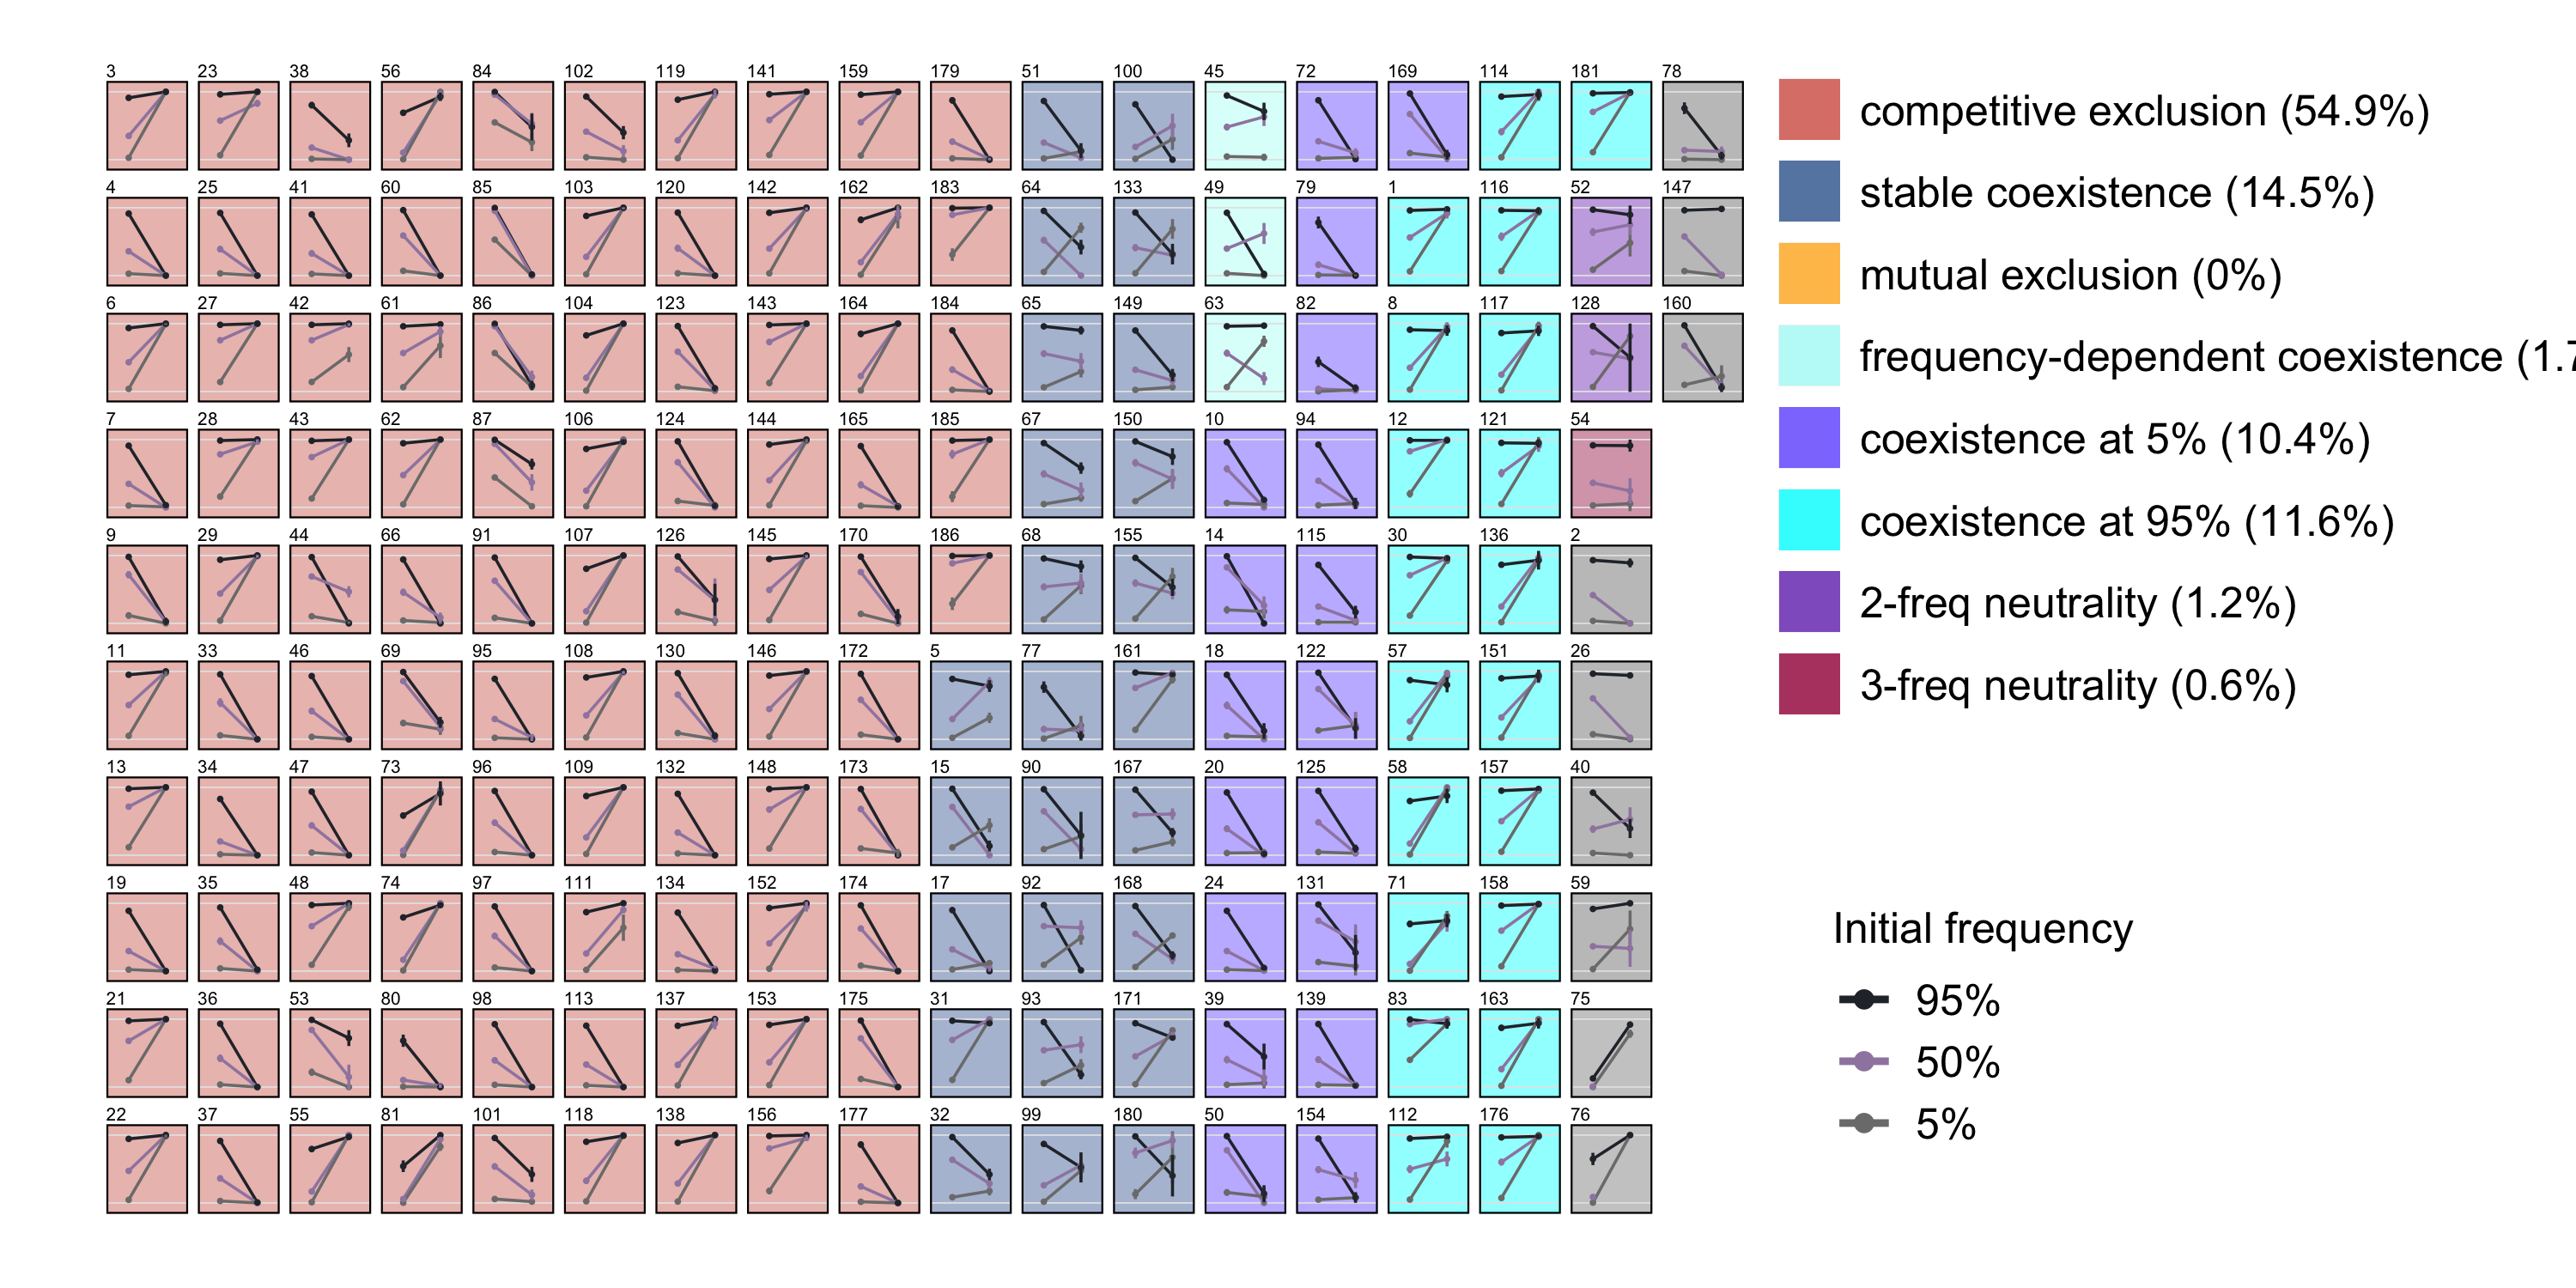 3 23 38 56 84 102 119 141 159 179 51 100 45 72 169 114 181 78
4 25 41 60 85 103 120 142 162 183 64 133 49 79 1 116 52 147
6 27 42 61 86 104 123 143 164 184 65 149 63 82 8 117 128 160
7 28 43 62 87 106 124 144 165 185 67 150 10 94 12 121 54
9 29 44 66 91 107 126 145 170 186 68 155 14 115 30 136 2
11 33 46 69 95 108 130 146 172 5 77 161 18 122 57 151 26
13 34 47 73 96 109 132 148 173 15 90 167 20 125 58 157 40
19 35 48 74 97 111 134 152 174 17 92 168 24 131 71 158 59
21 36 53 80 98 113 137 153 175 31 93 171 39 139 83 163 75
22 37 55 81 101 118 138 156 177 32 99 180 50 154 112 176 76
competitive exclusion (54.9%)
stable coexistence (14.5%)
mutual exclusion (0%)
frequency-dependent coexistence (1.7
coexistence at 5% (10.4%)
coexistence at 95% (11.6%)
2-freq neutrality (1.2%)
3-freq neutrality (0.6%)
Initial frequency
95%
50%
5%